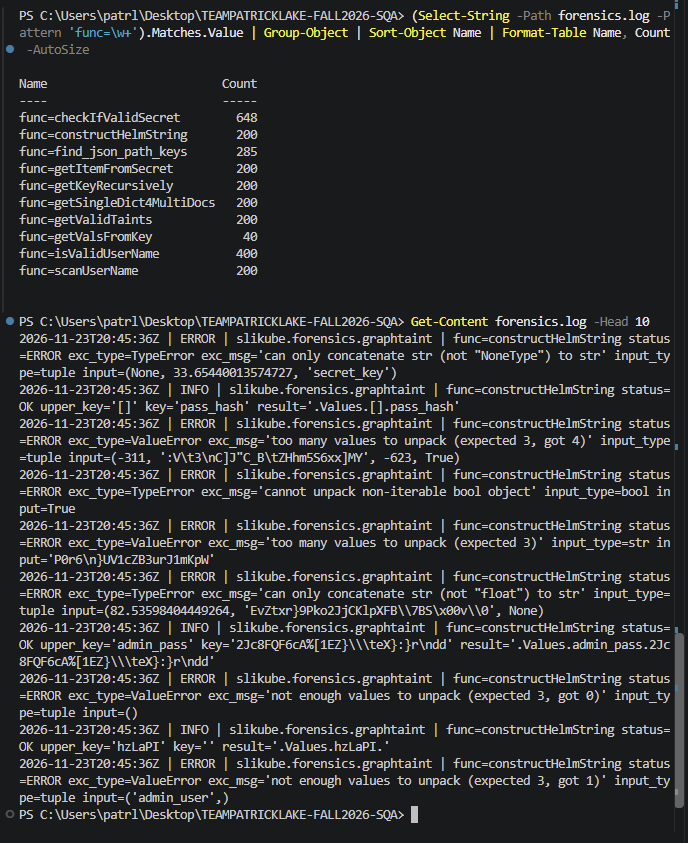 PS C:\Users\patrl\Desktop\TEAMPATRICKLAKE-FALL2026-SQA> (Select-String -Path forensics.log -P
attern 'func=\w+').Matches.Value | Group-Object | Sort-Object Name | Format-Table Name, Count
 -AutoSize
Name                       Count
----                       -----
func=checkIfValidSecret      648
func=constructHelmString     200
func=find_json_path_keys     285
func=getItemFromSecret       200
func=getKeyRecursively       200
func=getSingleDict4MultiDocs 200
func=getValidTaints          200
func=getValsFromKey           40
func=isValidUserName         400
func=scanUserName            200
PS C:\Users\patrl\Desktop\TEAMPATRICKLAKE-FALL2026-SQA> Get-Content forensics.log -Head 10
2026-11-23T20:45:36Z | ERROR | slikube.forensics.graphtaint | func=constructHelmString status
=ERROR exc_type=TypeError exc_msg='can only concatenate str (not "NoneType") to str' input_ty
pe=tuple input=(None, 33.65440013574727, 'secret_key')
2026-11-23T20:45:36Z | INFO | slikube.forensics.graphtaint | func=constructHelmString status=
OK upper_key='[]' key='pass_hash' result='.Values.[].pass_hash'
2026-11-23T20:45:36Z | ERROR | slikube.forensics.graphtaint | func=constructHelmString status
=ERROR exc_type=ValueError exc_msg='too many values to unpack (expected 3, got 4)' input_type
=tuple input=(-311, ':V\t3\nC]J"C_B\tZHhm5S6xx]MY', -623, True)
2026-11-23T20:45:36Z | ERROR | slikube.forensics.graphtaint | func=constructHelmString status
=ERROR exc_type=TypeError exc_msg='cannot unpack non-iterable bool object' input_type=bool in
put=True
2026-11-23T20:45:36Z | ERROR | slikube.forensics.graphtaint | func=constructHelmString status
=ERROR exc_type=ValueError exc_msg='too many values to unpack (expected 3)' input_type=str in
put='P0r6\n}UV1cZB3urJ1mKpW'
2026-11-23T20:45:36Z | ERROR | slikube.forensics.graphtaint | func=constructHelmString status
=ERROR exc_type=TypeError exc_msg='can only concatenate str (not "float") to str' input_type=
tuple input=(82.53598404449264, 'EvZtxr}9Pko2JjCKlpXFB\\7BS\x00v\\0', None)
2026-11-23T20:45:36Z | INFO | slikube.forensics.graphtaint | func=constructHelmString status=
OK upper_key='admin_pass' key='2Jc8FQF6cA%[1EZ}\\\teX}:}r\ndd' result='.Values.admin_pass.2Jc
8FQF6cA%[1EZ}\\\teX}:}r\ndd'
2026-11-23T20:45:36Z | ERROR | slikube.forensics.graphtaint | func=constructHelmString status
=ERROR exc_type=ValueError exc_msg='not enough values to unpack (expected 3, got 0)' input_ty
pe=tuple input=()
2026-11-23T20:45:36Z | INFO | slikube.forensics.graphtaint | func=constructHelmString status=
OK upper_key='hzLaPI' key='' result='.Values.hzLaPI.'
2026-11-23T20:45:36Z | ERROR | slikube.forensics.graphtaint | func=constructHelmString status
=ERROR exc_type=ValueError exc_msg='not enough values to unpack (expected 3, got 1)' input_ty
pe=tuple input=('admin_user',)
PS C:\Users\patrl\Desktop\TEAMPATRICKLAKE-FALL2026-SQA>